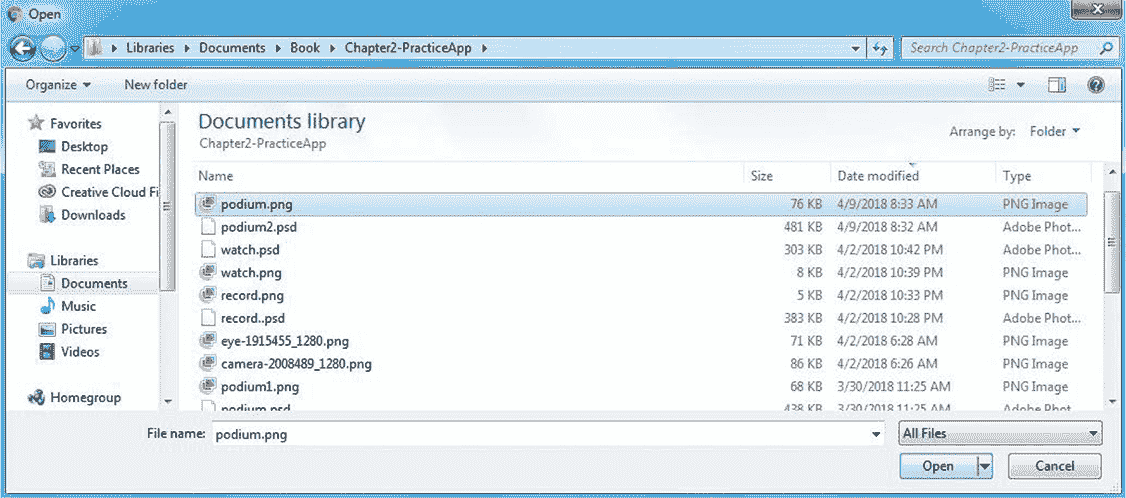 Open
Libraries Documents Book Chapter2-PracticeApp Search Chapter2-PracticeApp
Organize New folder
Favorites
Desktop
Recent Places
Creative Cloud Fi
Downloads
Libraries
Documents
Music
Pictures
Videos
Homegroup
Documents library
Chapter2-PracticeApp
Arrange by: Folder
Name Size Date modified Type
podium.png 76 KB 4/9/2018 8:33 AM PNG Image
podium2.psd 481 KB 4/9/2018 8:32 AM Adobe Phot...
watch.psd 303 KB 4/2/2018 10:42 PM Adobe Phot...
watch.png 8 KB 4/2/2018 10:39 PM PNG Image
record.png 5 KB 4/2/2018 10:33 PM PNG Image
record..psd 383 KB 4/2/2018 10:28 PM Adobe Phot...
eye-1915455_1280.png 71 KB 4/2/2018 6:28 AM PNG Image
camera-2008489_1280.png 86 KB 4/2/2018 6:26 AM PNG Image
podium1.png 68 KB 3/30/2018 11:25 AM PNG Image
podium.psd 438 KB 3/30/2018 11:25 AM Adobe Phot...
File name: podium.png All Files
Open Cancel